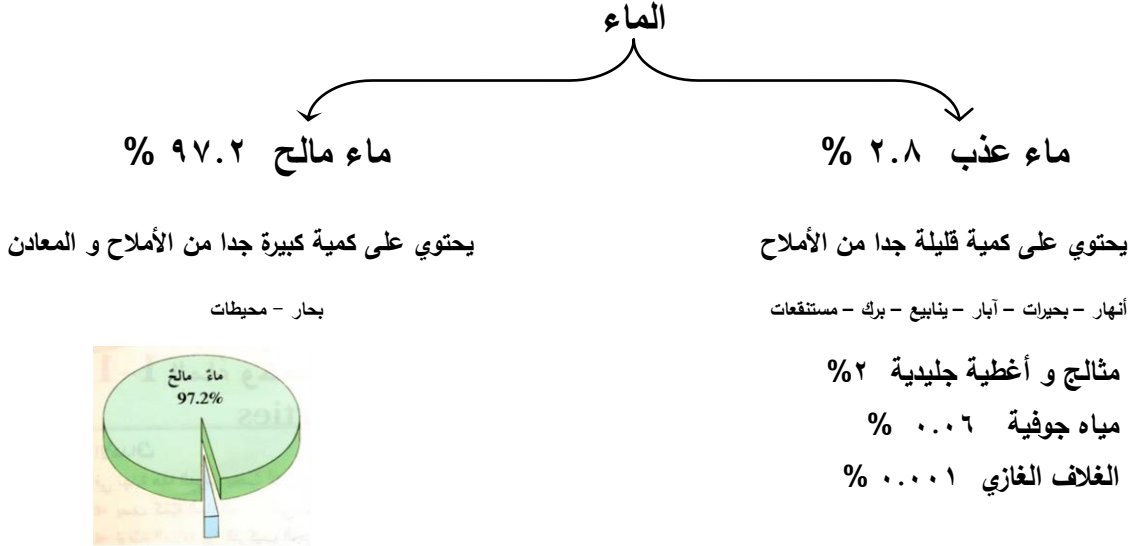 الماء
ماء عذب ٢.٨ %
ماء مالح ٩٧.٢ %
يحتوي على كمية قليلة جدا من الأملاح
يحتوي على كمية كبيرة جدا من الأملاح و المعادن
أنهار – بحيرات – آبار – ينابيع – برك – مستنقعات
بحار – محيطات
مثالج و أغطية جليدية ٢%
مياه جوفية ٠.٠٦ %
الغلاف الغازي ٠.٠٠١ %
ماءٌ مالحٌ
97.2%